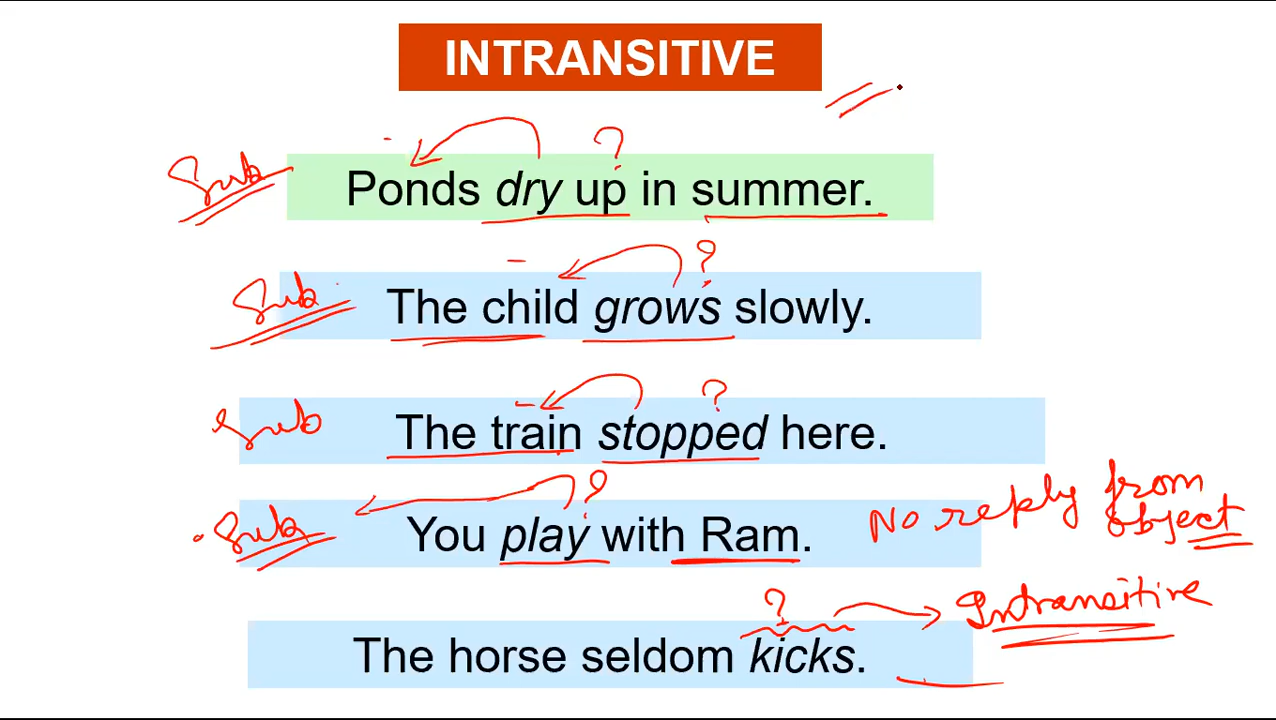 INTRANSITIVE
?
Sub Ponds dry up in summer.
?
Sub The child grows slowly.
?
Sub The train stopped here.
?
Sub You play with Ram. No reply from object
? Intransitive
The horse seldom kicks.